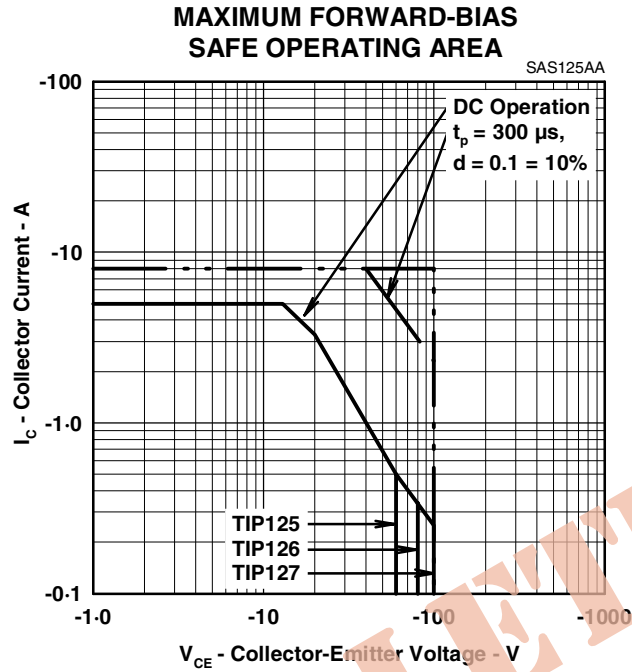 MAXIMUM FORWARD-BIAS
SAFE OPERATING AREA
SAS125AA
-100
DC Operation
tp = 300 µs,
d = 0.1 = 10%
-10
IC - Collector Current - A
-1.0
TIP125
TIP126
TIP127
-0.1
-1.0 -10 -100 -1000
VCE - Collector-Emitter Voltage - V